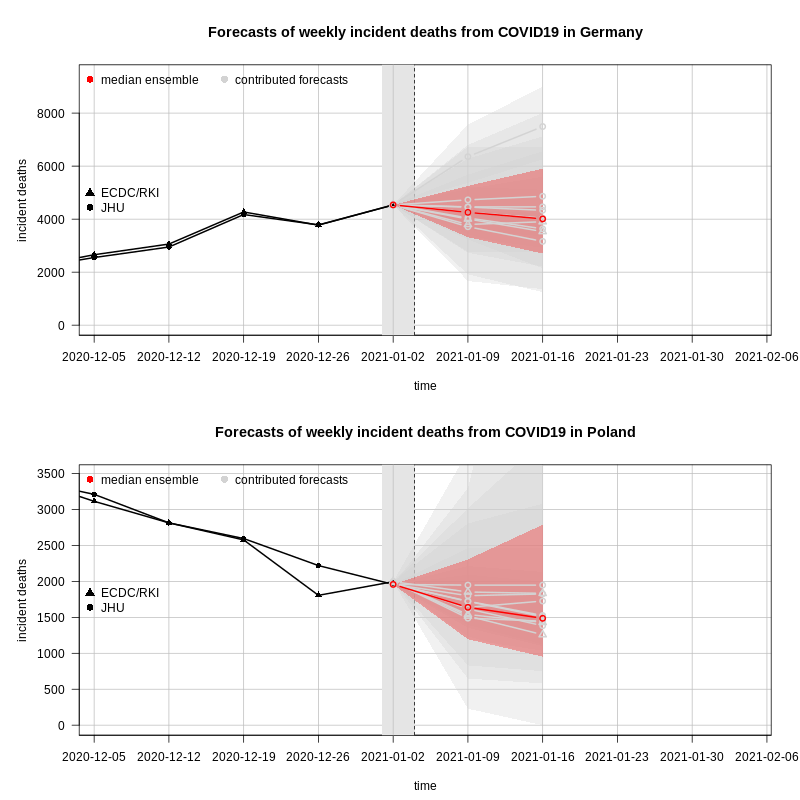 Forecasts of weekly incident deaths from COVID19 in Germany
median ensemble contributed forecasts
8000
6000
ECDC/RKI
JHU
4000
2000
0
incident deaths
2020-12-05 2020-12-12 2020-12-19 2020-12-26 2021-01-02 2021-01-09 2021-01-16 2021-01-23 2021-01-30 2021-02-06
time
Forecasts of weekly incident deaths from COVID19 in Poland
3500
median ensemble contributed forecasts
3000
2500
2000
ECDC/RKI
JHU
1500
1000
500
0
incident deaths
2020-12-05 2020-12-12 2020-12-19 2020-12-26 2021-01-02 2021-01-09 2021-01-16 2021-01-23 2021-01-30 2021-02-06
time